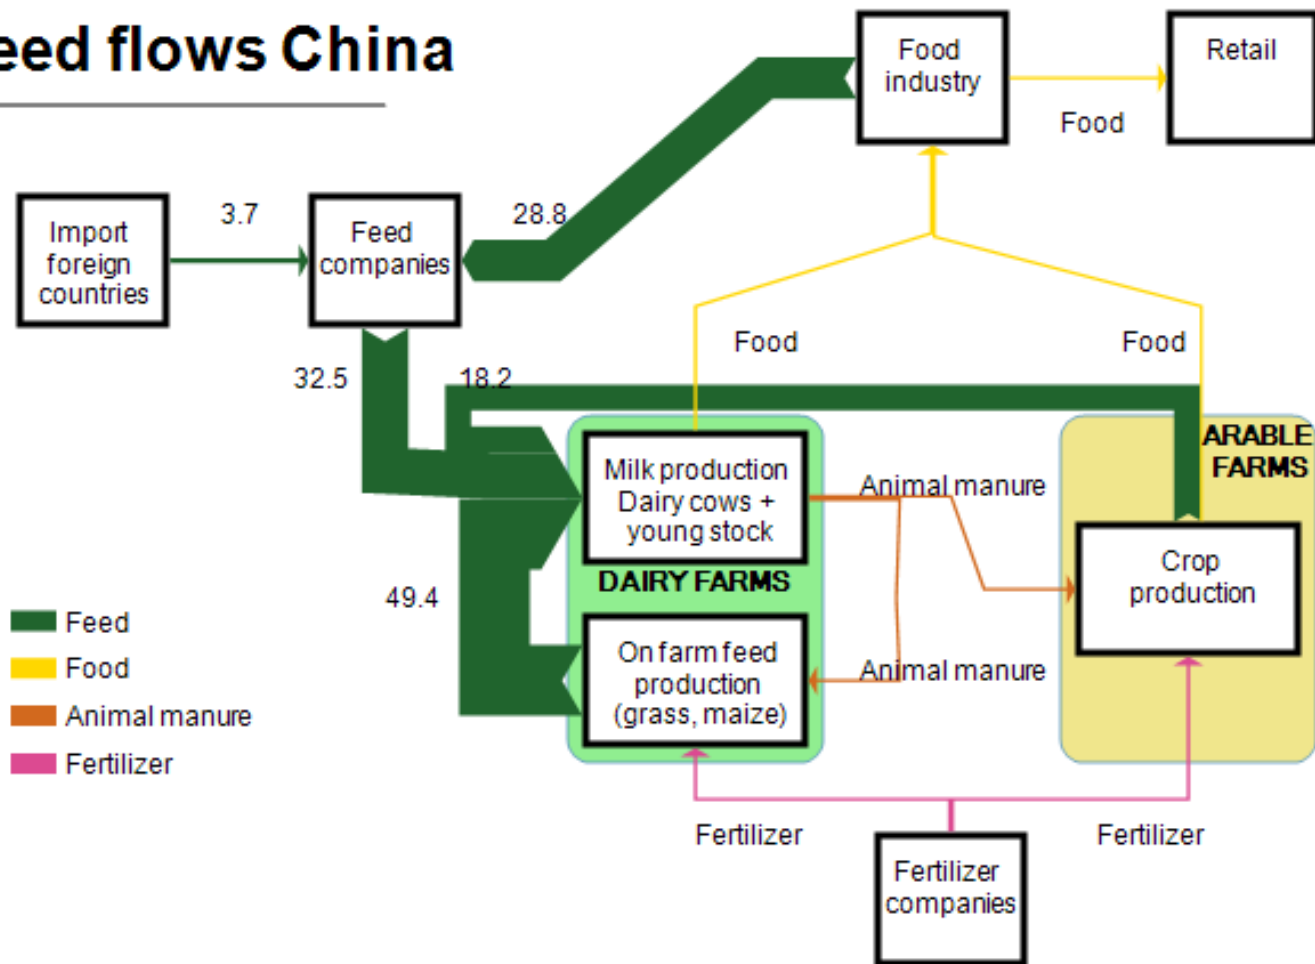 eed flows China
Food
industry
Retail
Food
Import
foreign
countries
3.7
Feed
companies
28.8
Food
Food
32.5
18.2
ARABLE
FARMS
Milk production
Dairy cows +
young stock
Animal manure
DAIRY FARMS
Crop
production
49.4
On farm feed
production
(grass, maize)
Animal manure
Feed
Food
Animal manure
Fertilizer
Fertilizer
Fertilizer
Fertilizer
companies